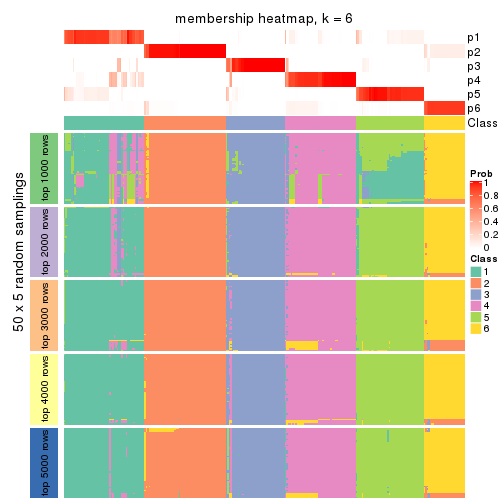 membership heatmap, k = 6
p1
p2
p3
p4
p5
p6
Class
50 x 5 random samplings
top 1000 rows
top 2000 rows
top 3000 rows
top 4000 rows
top 5000 rows
Prob
1
0.8
0.6
0.4
0.2
0
Class
1
2
3
4
5
6